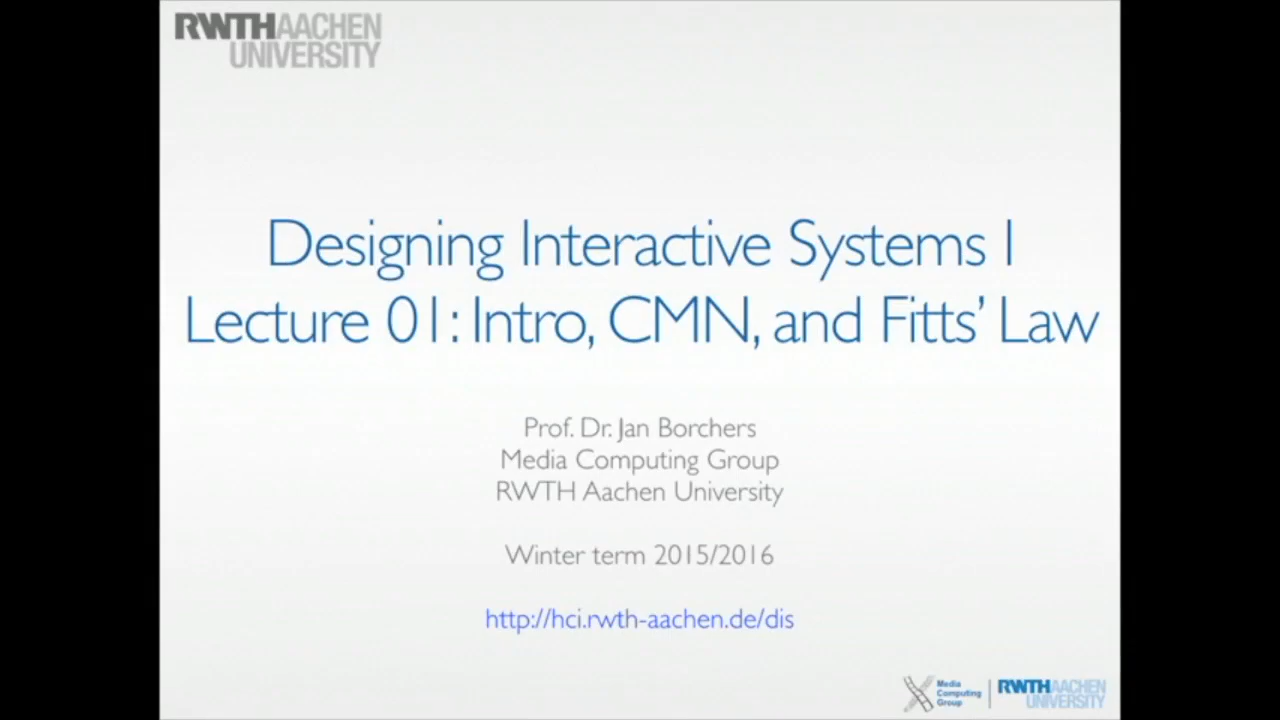 RWTHAACHEN
UNIVERSITY
Designing Interactive Systems I
Lecture 01: Intro, CMN, and Fitts’ Law
Prof. Dr. Jan Borchers
Media Computing Group
RWTH Aachen University
Winter term 2015/2016
http://hci.rwth-aachen.de/dis
Media
Computing
Group
RWTHAACHEN
UNIVERSITY